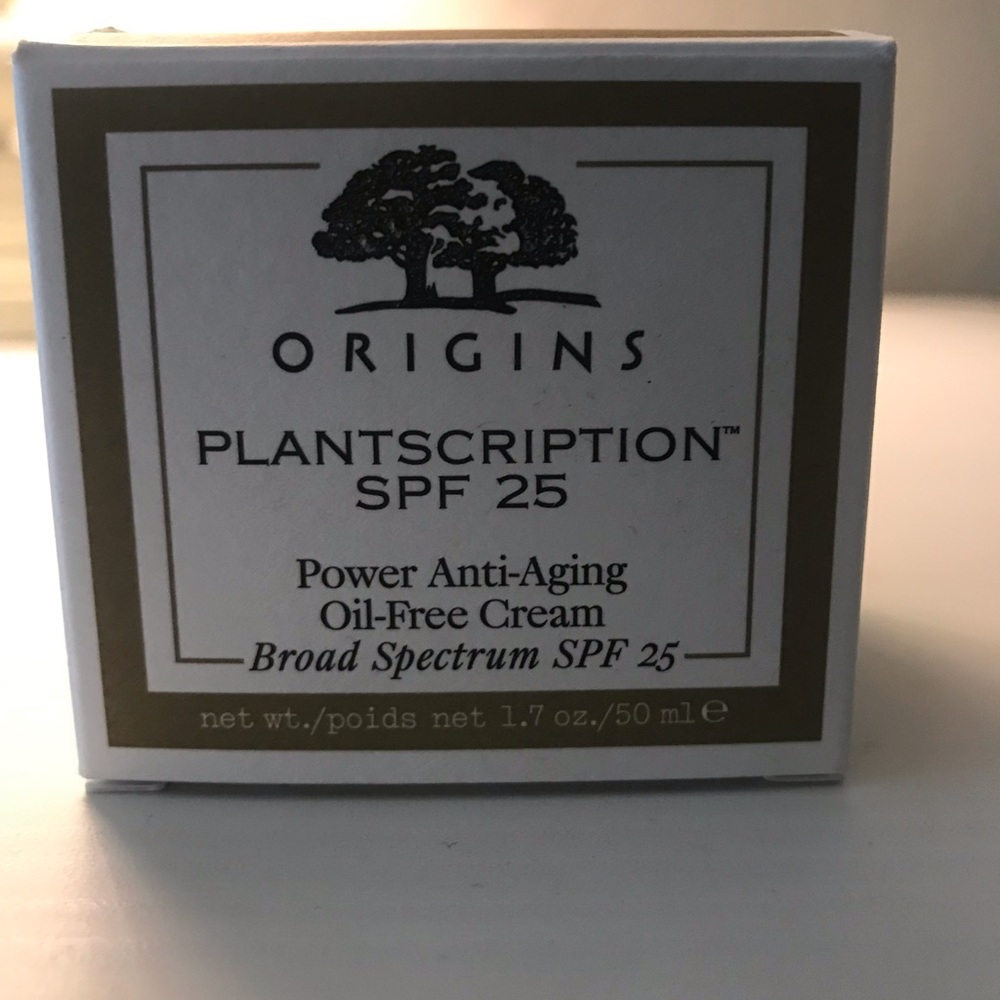 ORIGINS
PLANTSCRIPTION™
SPF 25
Power Anti-Aging
Oil-Free Cream
Broad Spectrum SPF 25
net wt./poids net 1.7 oz./50 ml ℮